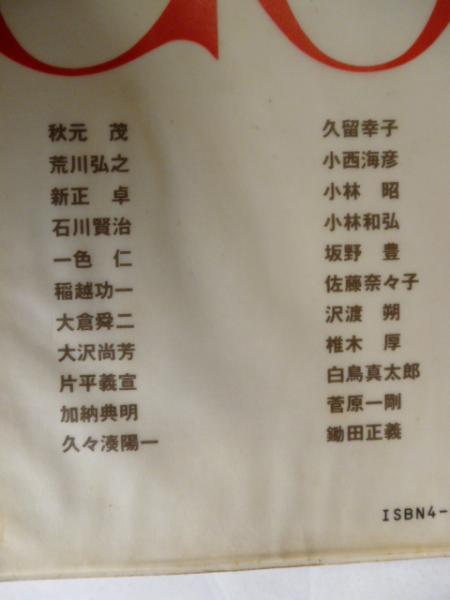 秋元　茂
荒川弘之
新正　卓
石川賢治
一色　仁
稲越功一
大倉舜二
大沢尚芳
片平義宣
加納典明
久々湊陽一
久留幸子
小西海彦
小林　昭
小林和弘
坂野　豊
佐藤奈々子
沢渡　朔
椎木　厚
白鳥真太郎
菅原一剛
鋤田正義
ISBN4-